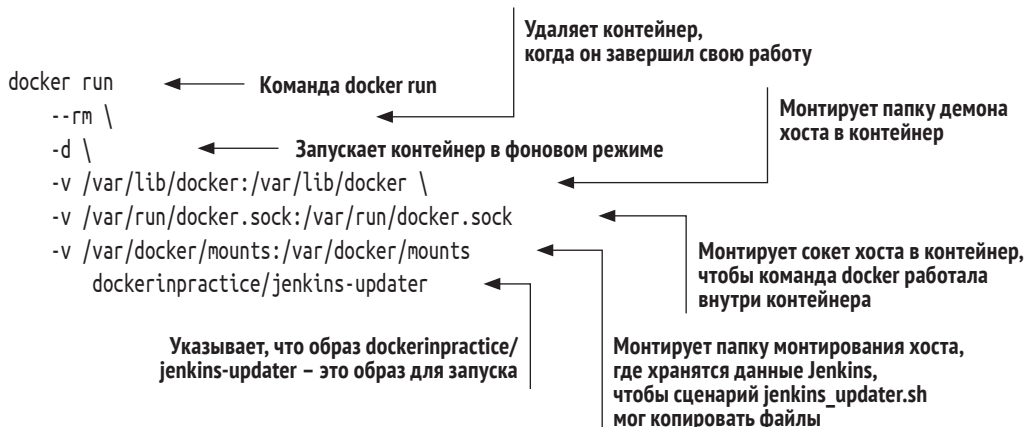 Удаляет контейнер,
когда он завершил свою работу
docker run
Команда docker run
Монтирует папку демона
хоста в контейнер
--rm \
-d \
Запускает контейнер в фоновом режиме
-v /var/lib/docker:/var/lib/docker \
-v /var/run/docker.sock:/var/run/docker.sock
-v /var/docker/mounts:/var/docker/mounts
Монтирует сокет хоста в контейнер,
чтобы команда docker работала
внутри контейнера
dockerinpractice/jenkins-updater
Указывает, что образ dockerinpractice/
jenkins-updater – это образ для запуска
Монтирует папку монтирования хоста,
где хранятся данные Jenkins,
чтобы сценарий jenkins_updater.sh
мог копировать файлы